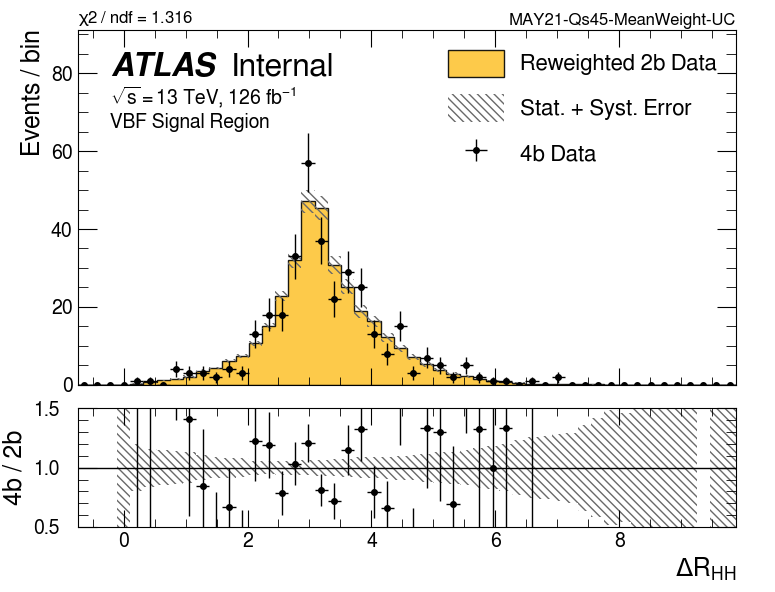 χ2 / ndf = 1.316
MAY21-Qs45-MeanWeight-UC
ATLAS Internal
√s = 13 TeV, 126 fb⁻¹
VBF Signal Region
Reweighted 2b Data
Stat. + Syst. Error
4b Data
Events / bin
80
60
40
20
0
4b / 2b
1.5
1.0
0.5
0 2 4 6 8
ΔR_HH